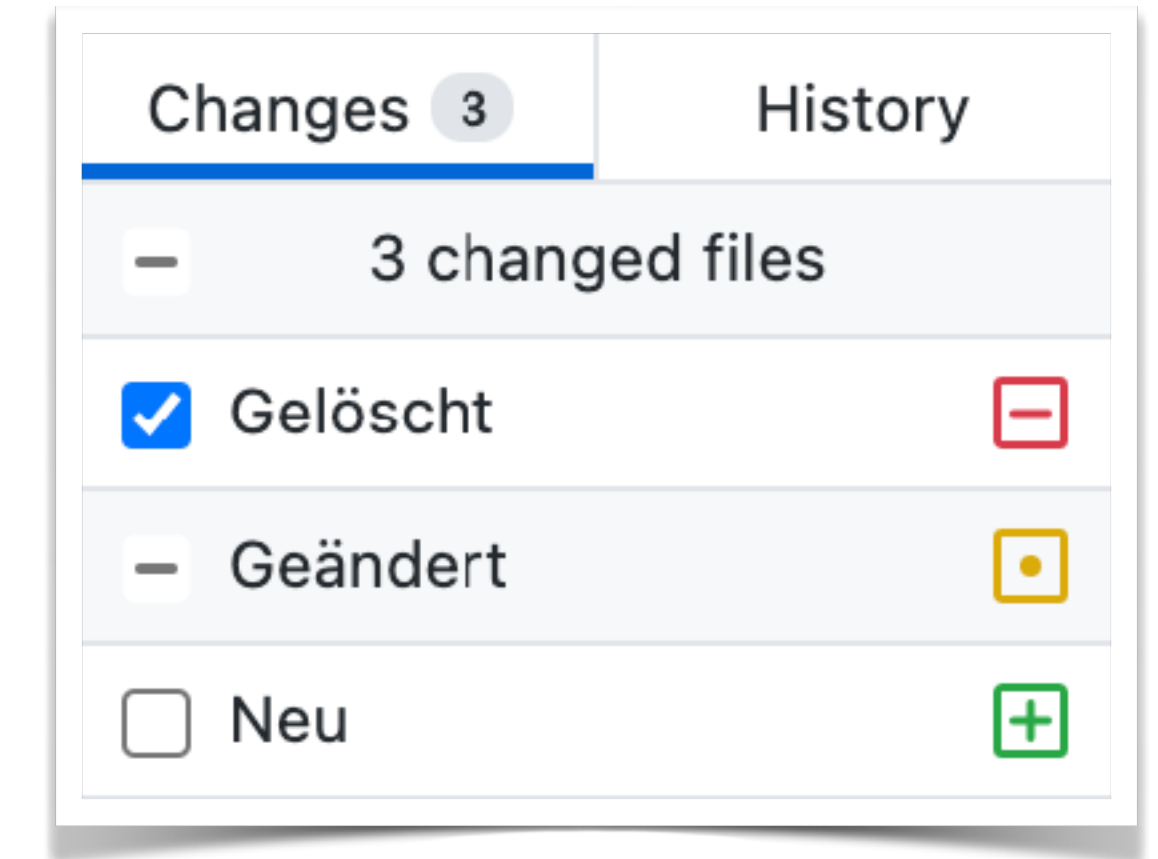 Changes 3 History
3 changed files
Gelöscht
Geändert
Neu